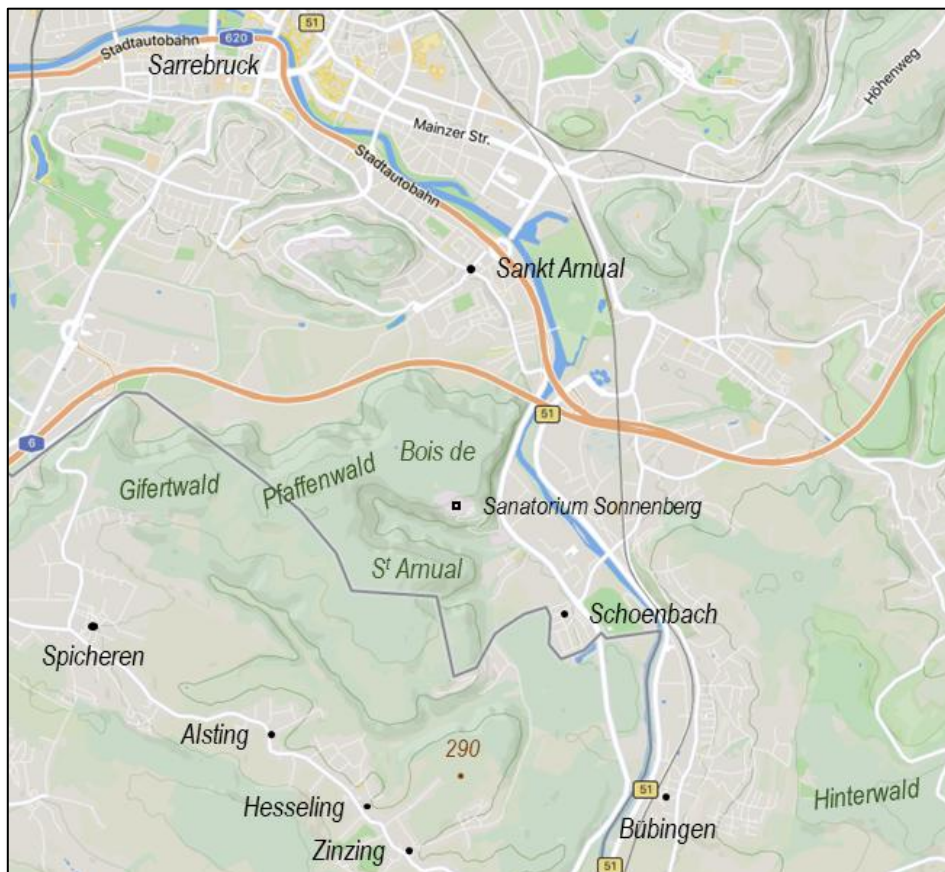 51
Stadtautobahn
620
Sarrebruck
Höhenweg
Mainzer Str.
Stadtautobahn
Sankt Arnual
6
51
Bois de
Gifertwald
Pfaffenwald
Sanatorium Sonnenberg
Sᵗ Arnual
Schoenbach
Spicheren
Alsting
290
Hesseling
51
Hinterwald
Bübingen
Zinzing
51